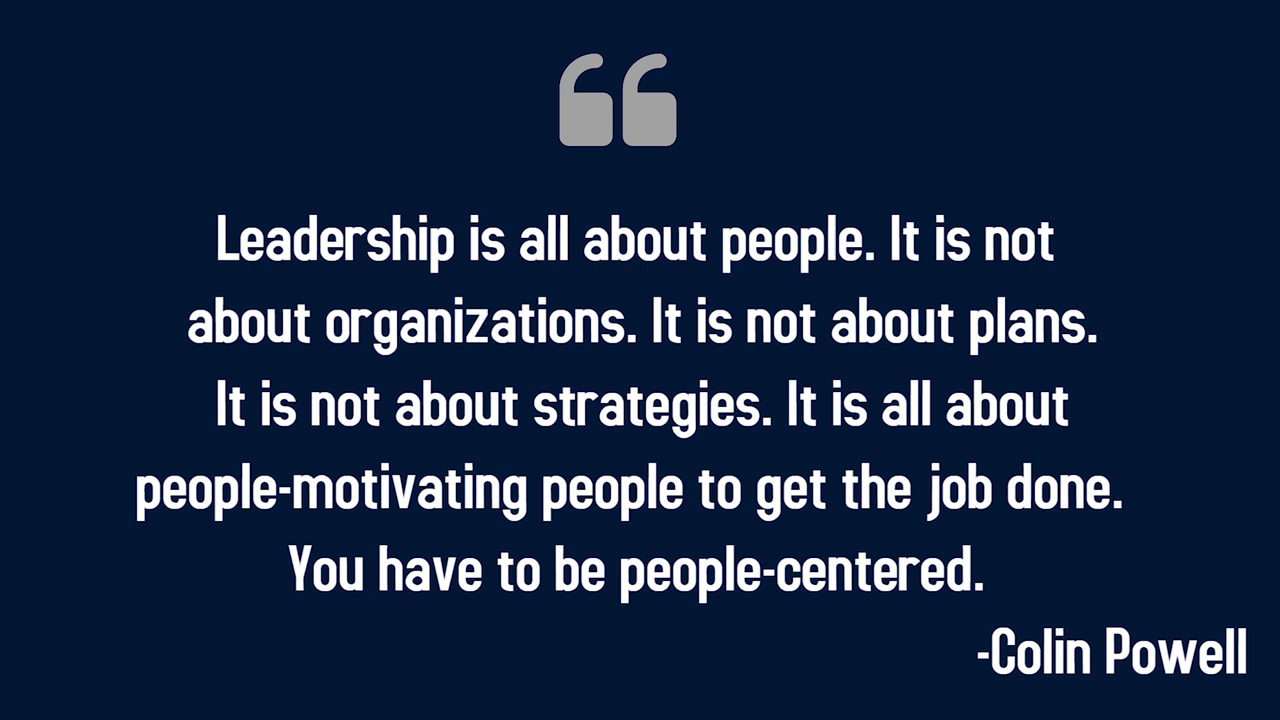 Leadership is all about people. It is not
about organizations. It is not about plans.
It is not about strategies. It is all about
people-motivating people to get the job done.
You have to be people-centered.
-Colin Powell